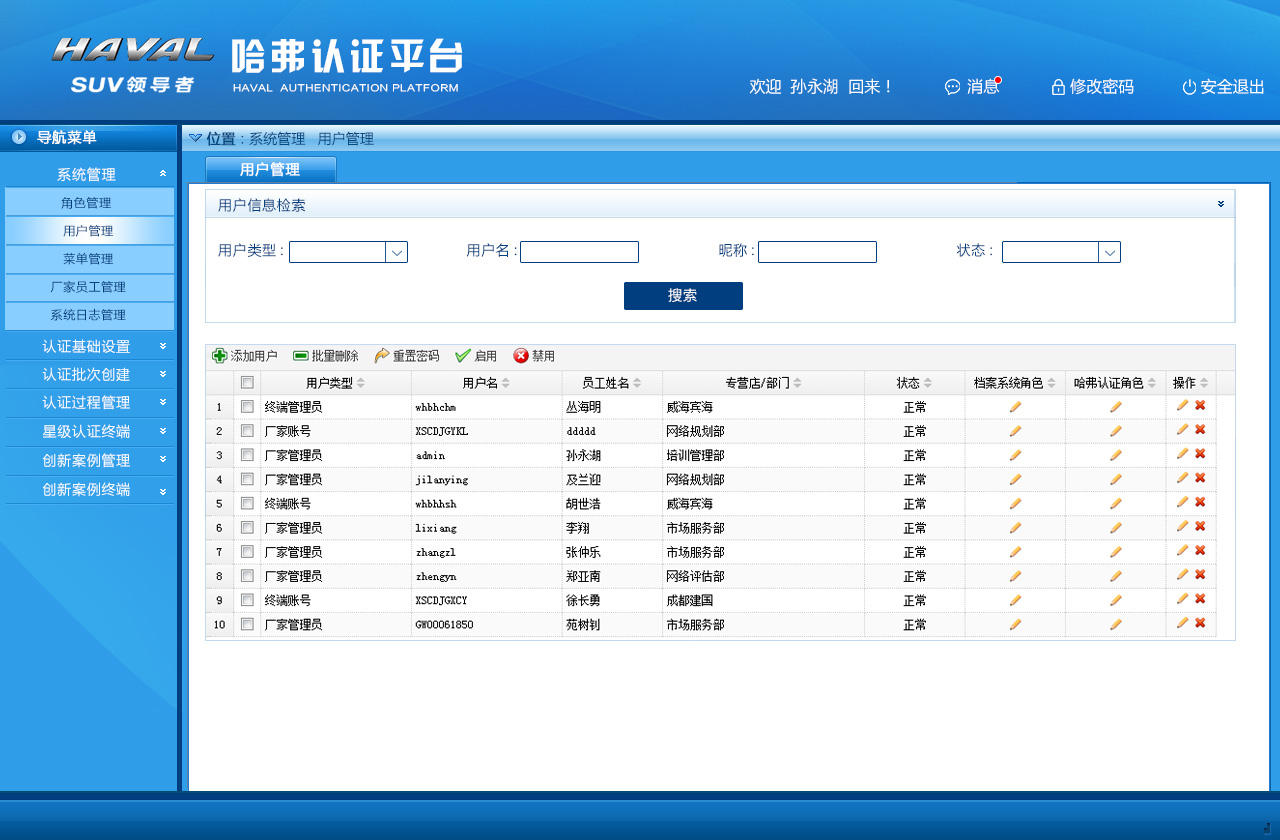 HAVAL
SUV领导者
哈弗认证平台
HAVAL AUTHENTICATION PLATFORM
欢迎 孙永湖 回来！ 消息 修改密码 安全退出
导航菜单
位置：系统管理 用户管理
系统管理
角色管理
用户管理
菜单管理
厂家员工管理
系统日志管理
认证基础设置
认证批次创建
认证过程管理
星级认证终端
创新案例管理
创新案例终端
用户管理
用户信息检索
用户类型： 用户名： 昵称： 状态：
搜索
添加用户 批量删除 重置密码 启用 禁用
用户类型 用户名 员工姓名 专营店/部门 状态 档案系统角色 哈弗认证角色 操作
1 终端管理员 whbhchm 丛海明 威海宾海 正常
2 厂家账号 XSCDJGYKL ddddd 网络规划部 正常
3 厂家管理员 admin 孙永湖 培训管理部 正常
4 厂家管理员 jilanying 及兰迎 网络规划部 正常
5 终端账号 whbhhsh 胡世浩 威海宾海 正常
6 厂家管理员 lixiang 李翔 市场服务部 正常
7 厂家管理员 zhangzl 张仲乐 市场服务部 正常
8 厂家管理员 zhengyn 郑亚南 网络评估部 正常
9 终端账号 XSCDJGXCY 徐长勇 成都建国 正常
10 厂家管理员 GW00061850 苑树钊 市场服务部 正常